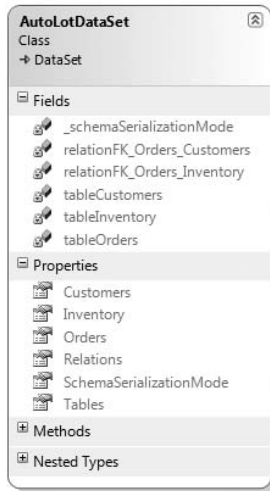 AutoLotDataSet
Class
DataSet
Fields
_schemaSerializationMode
relationFK_Orders_Customers
relationFK_Orders_Inventory
tableCustomers
tableInventory
tableOrders
Properties
Customers
Inventory
Orders
Relations
SchemaSerializationMode
Tables
Methods
Nested Types